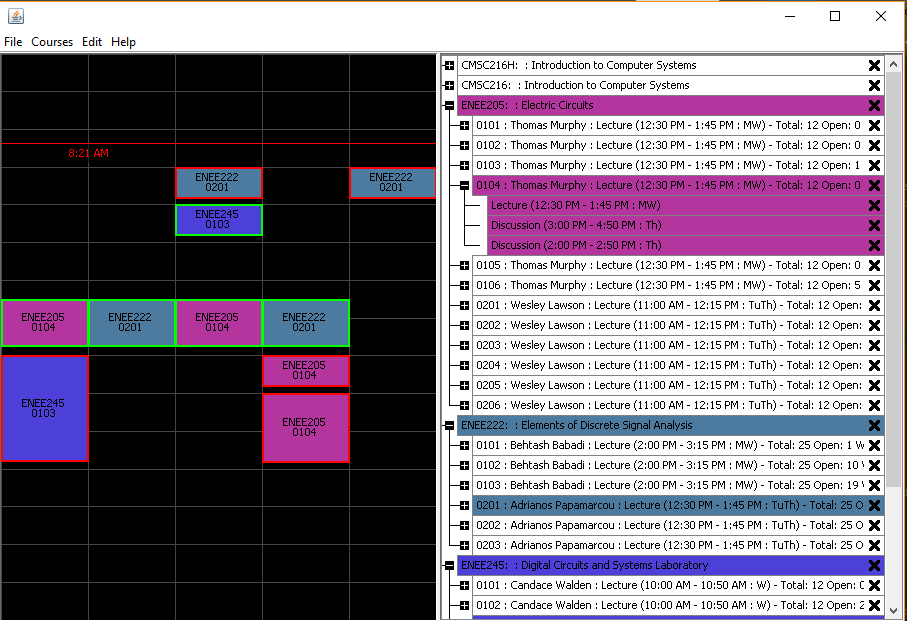 File Courses Edit Help
8:21 AM
ENEE222
0201
ENEE222
0201
ENEE245
0103
ENEE205
0104
ENEE222
0201
ENEE205
0104
ENEE222
0201
ENEE245
0103
ENEE205
0104
ENEE205
0104
CMSC216H: : Introduction to Computer Systems
CMSC216: : Introduction to Computer Systems
ENEE205: : Electric Circuits
0101 : Thomas Murphy : Lecture (12:30 PM - 1:45 PM : MW) - Total: 12 Open: 0
0102 : Thomas Murphy : Lecture (12:30 PM - 1:45 PM : MW) - Total: 12 Open: 0
0103 : Thomas Murphy : Lecture (12:30 PM - 1:45 PM : MW) - Total: 12 Open: 1
0104 : Thomas Murphy : Lecture (12:30 PM - 1:45 PM : MW) - Total: 12 Open: 0
Lecture (12:30 PM - 1:45 PM : MW)
Discussion (3:00 PM - 4:50 PM : Th)
Discussion (2:00 PM - 2:50 PM : Th)
0105 : Thomas Murphy : Lecture (12:30 PM - 1:45 PM : MW) - Total: 12 Open: 0
0106 : Thomas Murphy : Lecture (12:30 PM - 1:45 PM : MW) - Total: 12 Open: 5
0201 : Wesley Lawson : Lecture (11:00 AM - 12:15 PM : TuTh) - Total: 12 Open:
0202 : Wesley Lawson : Lecture (11:00 AM - 12:15 PM : TuTh) - Total: 12 Open:
0203 : Wesley Lawson : Lecture (11:00 AM - 12:15 PM : TuTh) - Total: 12 Open:
0204 : Wesley Lawson : Lecture (11:00 AM - 12:15 PM : TuTh) - Total: 12 Open:
0205 : Wesley Lawson : Lecture (11:00 AM - 12:15 PM : TuTh) - Total: 12 Open:
0206 : Wesley Lawson : Lecture (11:00 AM - 12:15 PM : TuTh) - Total: 12 Open:
ENEE222: : Elements of Discrete Signal Analysis
0101 : Behtash Babadi : Lecture (2:00 PM - 3:15 PM : MW) - Total: 25 Open: 1
0102 : Behtash Babadi : Lecture (2:00 PM - 3:15 PM : MW) - Total: 25 Open: 10
0103 : Behtash Babadi : Lecture (2:00 PM - 3:15 PM : MW) - Total: 25 Open: 19
0201 : Adrianos Papamarcou : Lecture (12:30 PM - 1:45 PM : TuTh) - Total: 25 O
0202 : Adrianos Papamarcou : Lecture (12:30 PM - 1:45 PM : TuTh) - Total: 25 O
0203 : Adrianos Papamarcou : Lecture (12:30 PM - 1:45 PM : TuTh) - Total: 25 O
ENEE245: : Digital Circuits and Systems Laboratory
0101 : Candace Walden : Lecture (10:00 AM - 10:50 AM : W) - Total: 12 Open:
0102 : Candace Walden : Lecture (10:00 AM - 10:50 AM : W) - Total: 12 Open: 2